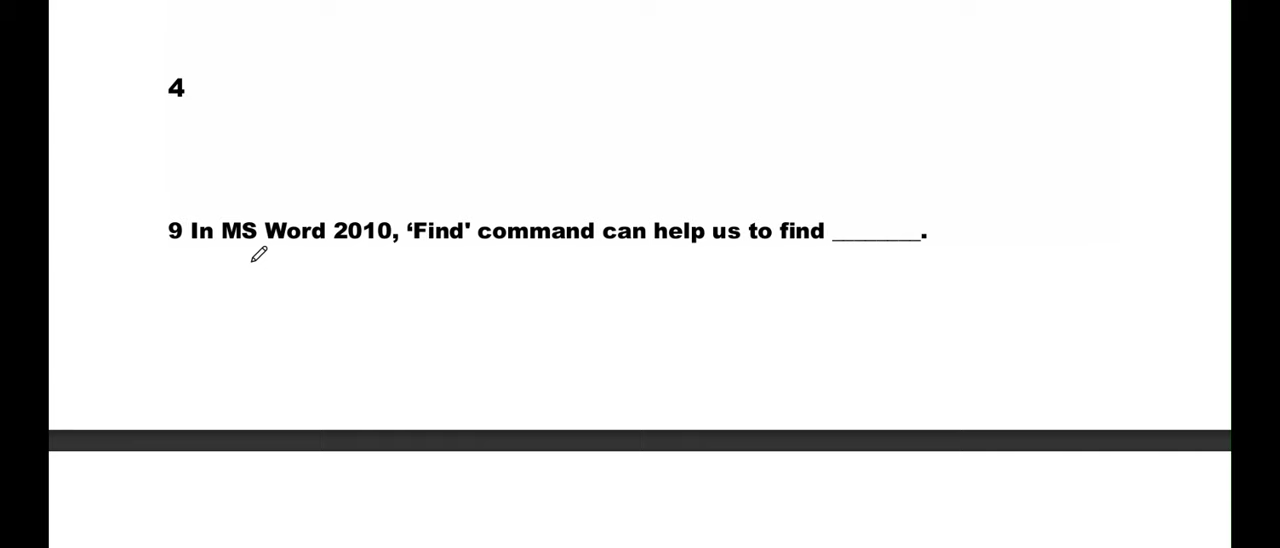 4
9 In MS Word 2010, ‘Find' command can help us to find ________.